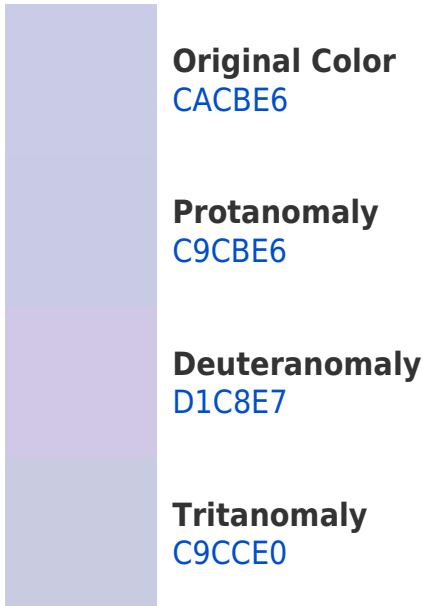 Original Color
CACBE6
Protanomaly
C9CBE6
Deuteranomaly
D1C8E7
Tritanomaly
C9CCE0